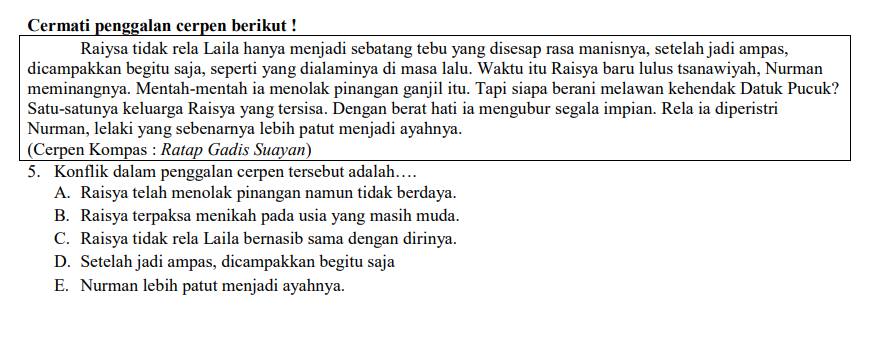 Cermati penggalan cerpen berikut !
Raiysa tidak rela Laila hanya menjadi sebatang tebu yang disesap rasa manisnya, setelah jadi ampas,
dicampakkan begitu saja, seperti yang dialaminya di masa lalu. Waktu itu Raisya baru lulus tsanawiyah, Nurman
meminangnya. Mentah-mentah ia menolak pinangan ganjil itu. Tapi siapa berani melawan kehendak Datuk Pucuk?
Satu-satunya keluarga Raisya yang tersisa. Dengan berat hati ia mengubur segala impian. Rela ia diperistri
Nurman, lelaki yang sebenarnya lebih patut menjadi ayahnya.
(Cerpen Kompas : Ratap Gadis Suayan)
5. Konflik dalam penggalan cerpen tersebut adalah….
A. Raisya telah menolak pinangan namun tidak berdaya.
B. Raisya terpaksa menikah pada usia yang masih muda.
C. Raisya tidak rela Laila bernasib sama dengan dirinya.
D. Setelah jadi ampas, dicampakkan begitu saja
E. Nurman lebih patut menjadi ayahnya.